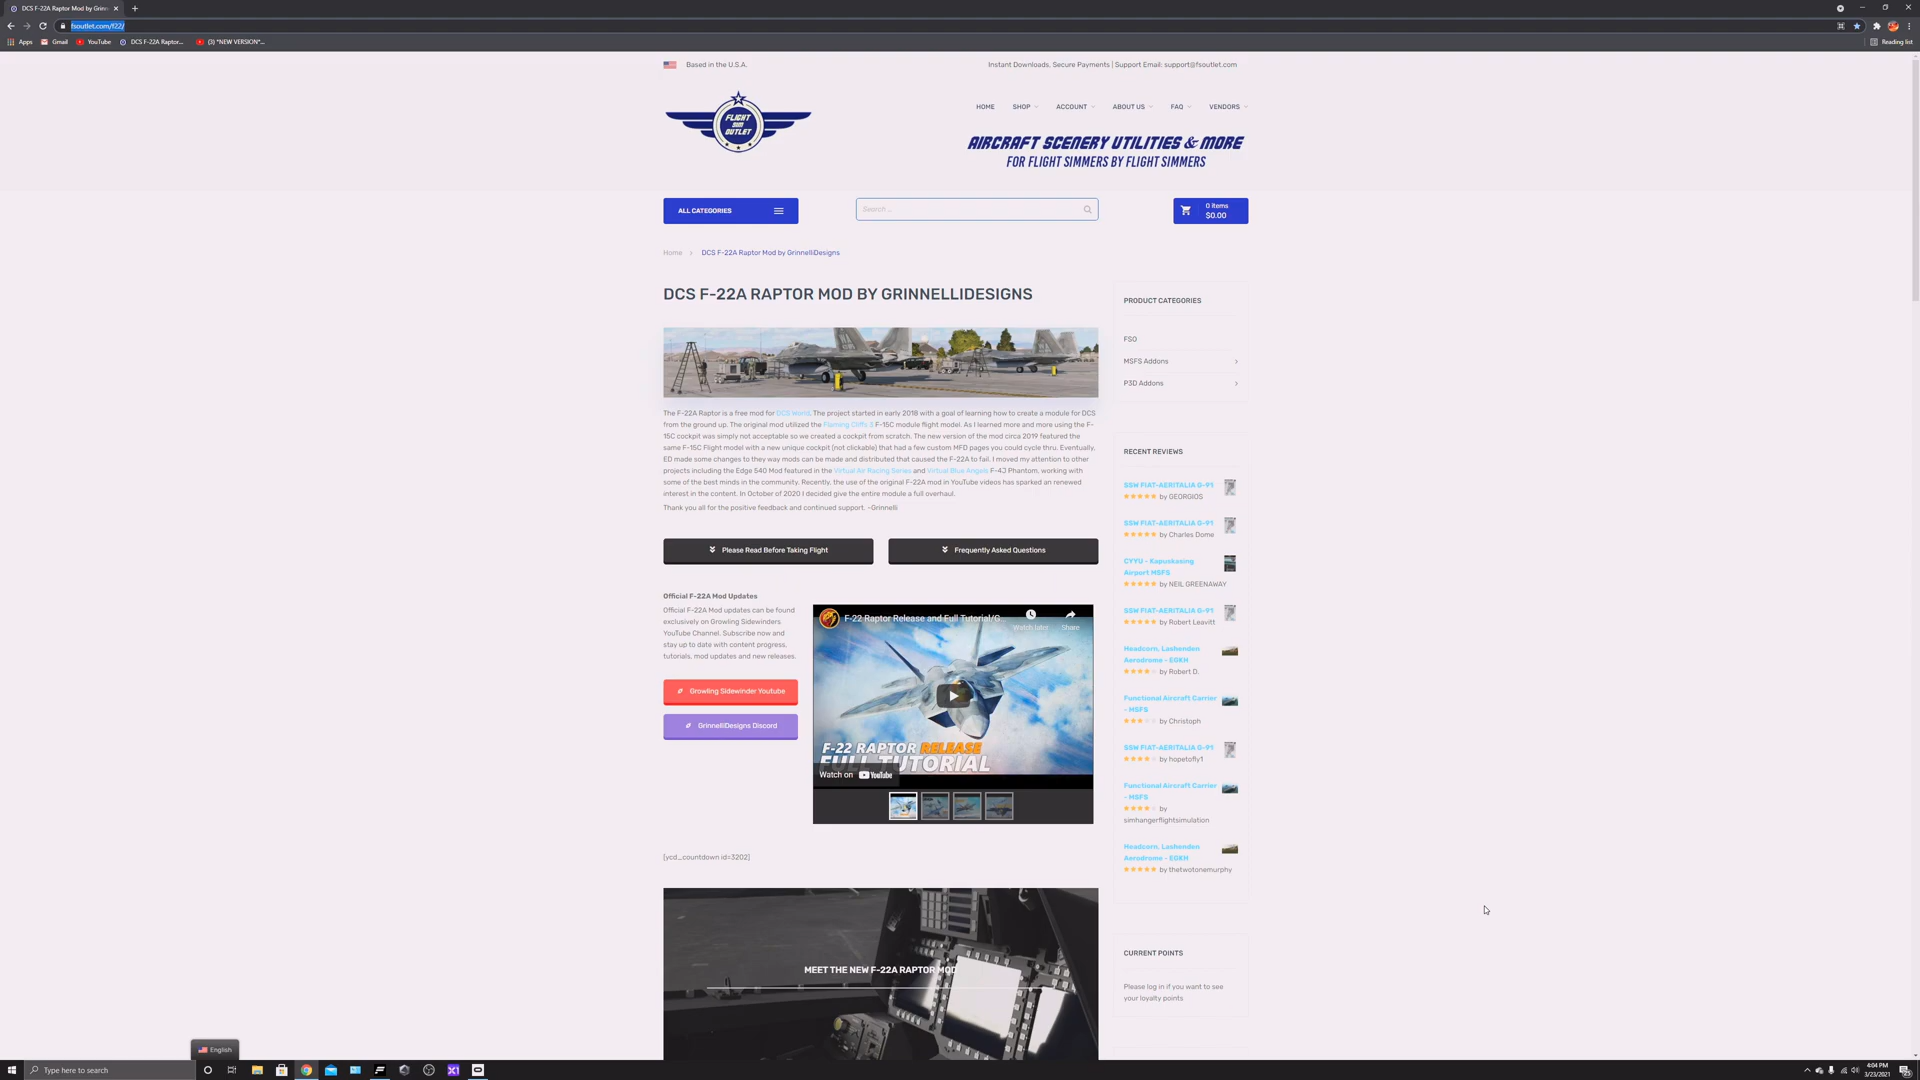 DCS F-22A Raptor Mod by Grinn
fsoutlet.com/f22/
Apps
Gmail
YouTube
DCS F-22A Raptor...
(3) *NEW VERSION*...
Reading list
Based in the U.S.A.
Instant Downloads, Secure Payments | Support Email: support@fsoutlet.com
FLIGHT
SIM
OUTLET
HOME
SHOP
ACCOUNT
ABOUT US
FAQ
VENDORS
AIRCRAFT SCENERY UTILITIES & MORE
FOR FLIGHT SIMMERS BY FLIGHT SIMMERS
ALL CATEGORIES
Search ...
0 items
$0.00
Home > DCS F-22A Raptor Mod by GrinnelliDesigns
DCS F-22A RAPTOR MOD BY GRINNELLIDESIGNS
The F-22A Raptor is a free mod for DCS World. The project started in early 2018 with a goal of learning how to create a module for DCS
from the ground up. The original mod utilized the Flaming Cliffs 3 F-15C module flight model. As I learned more and more using the F-
15C cockpit was simply not acceptable so we created a cockpit from scratch. The new version of the mod circa 2019 featured the
same F-15C Flight model with a new unique cockpit (not clickable) that had a few custom MFD pages you could cycle thru. Eventually,
ED made some changes to they way mods can be made and distributed that caused the F-22A to fail. I moved my attention to other
projects including the Edge 540 Mod featured in the Virtual Air Racing Series and Virtual Blue Angels F-4J Phantom, working with
some of the best minds in the community. Recently, the use of the original F-22A mod in YouTube videos has sparked an renewed
interest in the content. In October of 2020 I decided give the entire module a full overhaul.
Thank you all for the positive feedback and continued support. ~Grinnelli
Please Read Before Taking Flight
Frequently Asked Questions
Official F-22A Mod Updates
Official F-22A Mod updates can be found
exclusively on Growling Sidewinders
YouTube Channel. Subscribe now and
stay up to date with content progress,
tutorials, mod updates and new releases.
Growling Sidewinder Youtube
GrinnelliDesigns Discord
F-22 Raptor Release and Full Tutorial/G...
Watch later
Share
F-22 RAPTOR RELEASE
FULL TUTORIAL
Watch on YouTube
[ycd_countdown id=3202]
MEET THE NEW F-22A RAPTOR MOD
PRODUCT CATEGORIES
FSO
MSFS Addons
P3D Addons
RECENT REVIEWS
SSW FIAT-AERITALIA G-91
by GEORGIOS
SSW FIAT-AERITALIA G-91
by Charles Dome
CYYU - Kapuskasing
Airport MSFS
by NEIL GREENAWAY
SSW FIAT-AERITALIA G-91
by Robert Leavitt
Headcorn, Lashenden
Aerodrome - EGKH
by Robert D.
Functional Aircraft Carrier
- MSFS
by Christoph
SSW FIAT-AERITALIA G-91
by hopetofly1
Functional Aircraft Carrier
- MSFS
by
simhangerflightsimulation
Headcorn, Lashenden
Aerodrome - EGKH
by thetwotonemurphy
CURRENT POINTS
Please log in if you want to see
your loyalty points
English
Type here to search
4:04 PM
3/23/2021